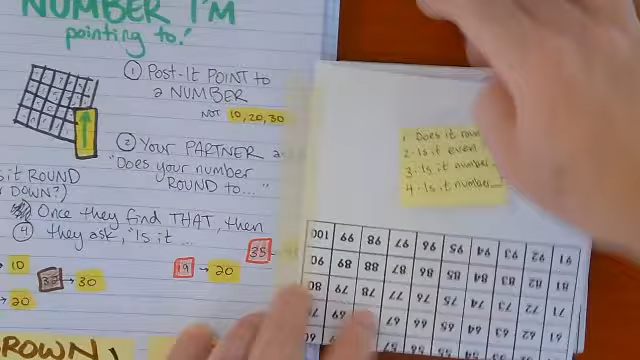 NUMBER I'M
pointing to!
① Post-It POINT to
a NUMBER
NOT 10, 20, 30
② Your PARTNER
"Does your number
ROUND to..."
it ROUND
DOWN?)
Once they find THAT, then
④ they ask, "Is it...
35
19 → 20
→ 10
32 → 30
→ 20
1. Does it
2. Is it even
3. Is it number
4. Is it number
100 99 98 97 96 95 94 93 92 91
90 89 88 87 86 85 84 83 82 81
80 79 78 77 76 75 74 73 72 71
67 66 65 64 63 62 61